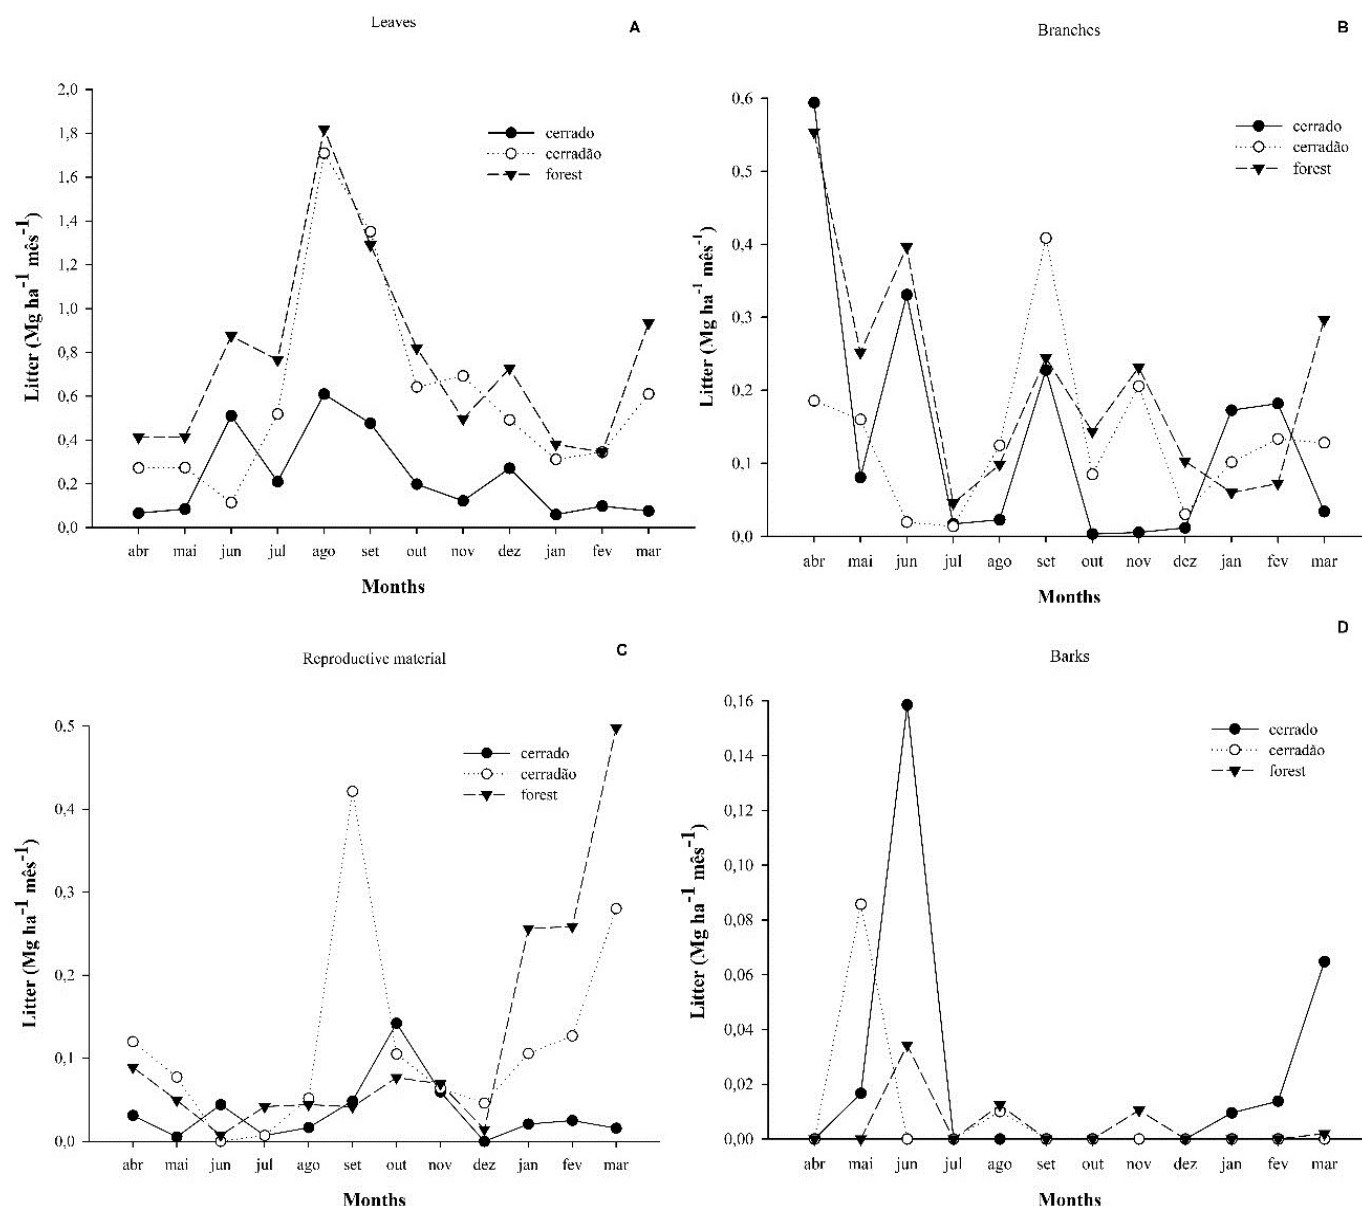 Leaves
A
2,0
1,8
1,6
1,4
1,2
1,0
0,8
0,6
0,4
0,2
0,0
Litter (Mg ha-1 mês-1)
cerrado
cerradão
forest
abr mai jun jul ago set out nov dez jan fev mar
Months
Branches
B
0,6
0,5
0,4
0,3
0,2
0,1
0,0
Litter (Mg ha-1 mês-1)
cerrado
cerradão
forest
abr mai jun jul ago set out nov dez jan fev mar
Months
Reproductive material
C
0,5
0,4
0,3
0,2
0,1
0,0
Litter (Mg ha-1 mês-1)
cerrado
cerradão
forest
abr mai jun jul ago set out nov dez jan fev mar
Months
D
Barks
0,16
0,14
0,12
0,10
0,08
0,06
0,04
0,02
0,00
Litter (Mg ha-1 mês-1)
cerrado
cerradão
forest
abr mai jun jul ago set out nov dez jan fev mar
Months